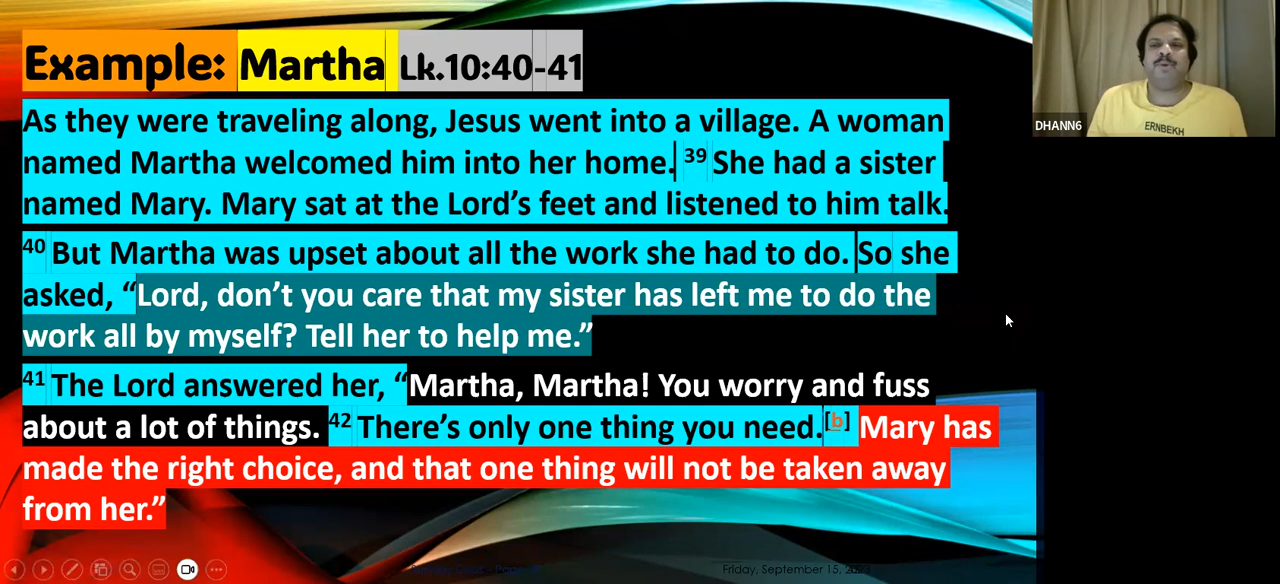 Example: Martha Lk.10:40-41
As they were traveling along, Jesus went into a village. A woman
named Martha welcomed him into her home. 39 She had a sister
named Mary. Mary sat at the Lord’s feet and listened to him talk.
40 But Martha was upset about all the work she had to do. So she
asked, “Lord, don’t you care that my sister has left me to do the
work all by myself? Tell her to help me.”
41 The Lord answered her, “Martha, Martha! You worry and fuss
about a lot of things. 42 There’s only one thing you need.[b] Mary has
made the right choice, and that one thing will not be taken away
from her.”
DHANN6
ERNBEKH
Friday, September 15,